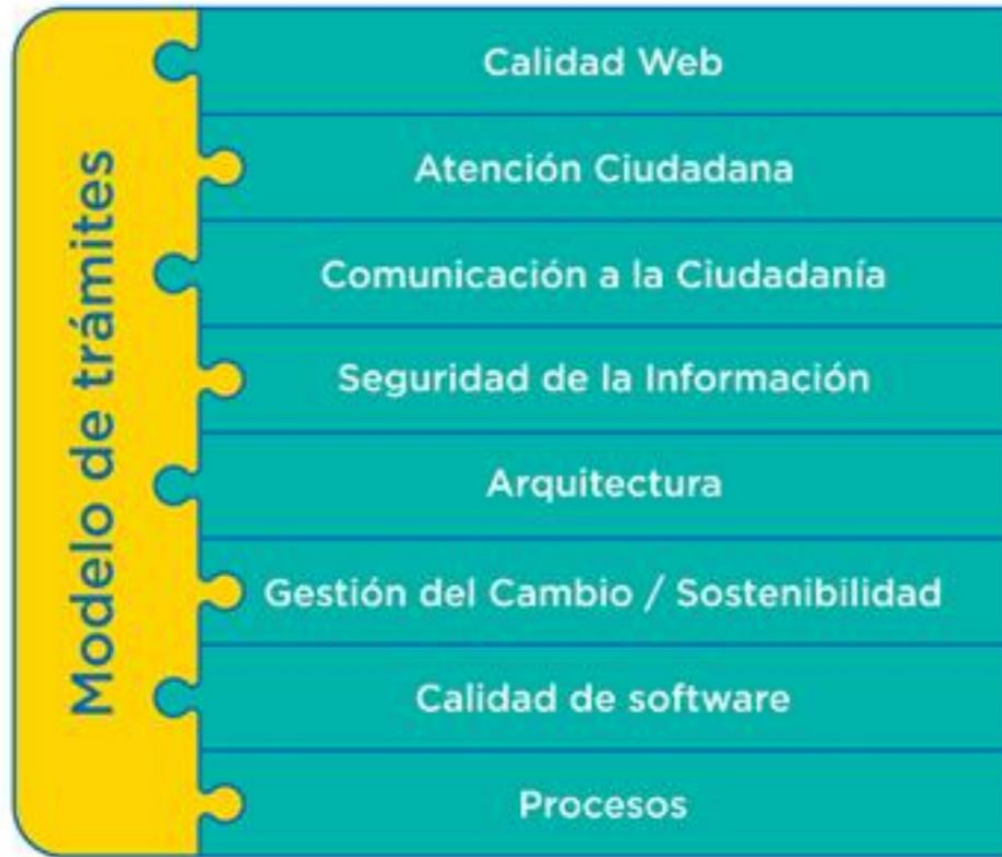 Modelo de trámites
Calidad Web
Atención Ciudadana
Comunicación a la Ciudadanía
Seguridad de la Información
Arquitectura
Gestión del Cambio / Sostenibilidad
Calidad de software
Procesos